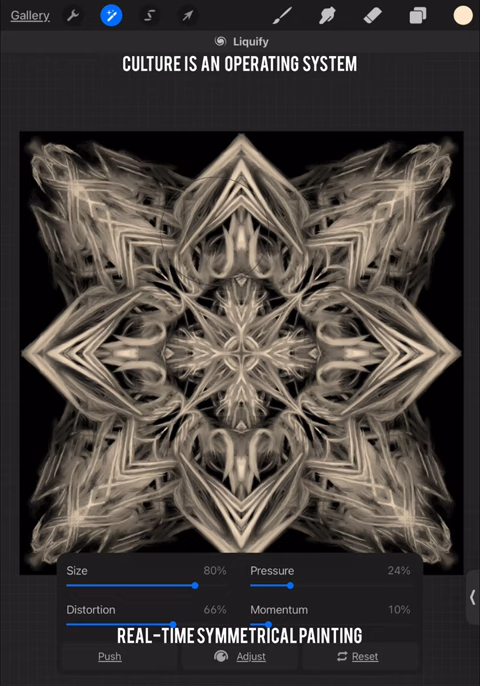 Gallery
Liquify
CULTURE IS AN OPERATING SYSTEM
Size 80% Pressure 24%
Distortion 66% Momentum 10%
REAL-TIME SYMMETRICAL PAINTING
Push Adjust Reset